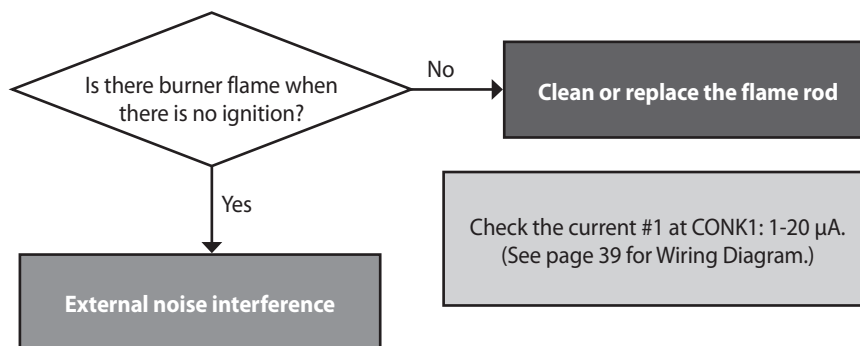 Is there burner flame when
there is no ignition?
No
Clean or replace the flame rod
Yes
Check the current #1 at CONK1: 1-20 µA.
(See page 39 for Wiring Diagram.)
External noise interference